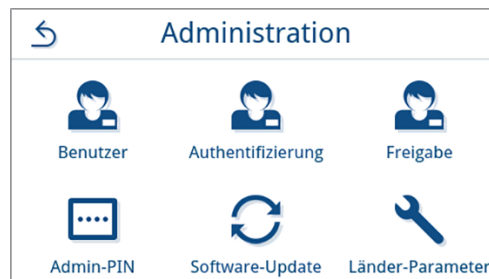 Administration
Benutzer Authentifizierung Freigabe
Admin-PIN Software-Update Länder-Parameter